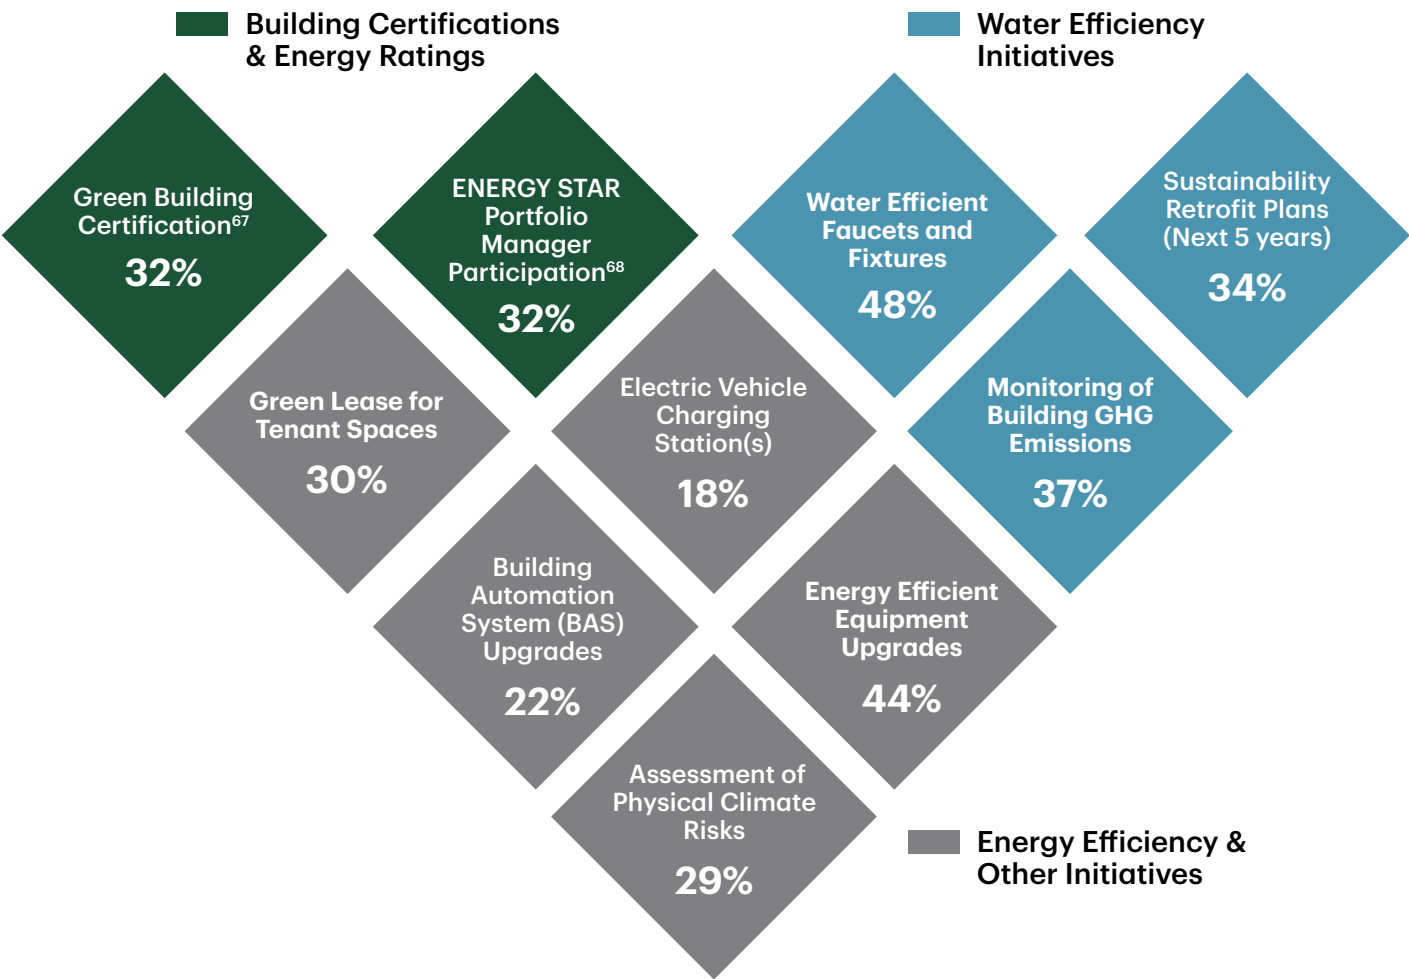 Building Certifications
& Energy Ratings
Water Efficiency
Initiatives
Green Building
Certification⁶⁷
32%
ENERGY STAR
Portfolio
Manager
Participation⁶⁸
32%
Water Efficient
Faucets and
Fixtures
48%
Sustainability
Retrofit Plans
(Next 5 years)
34%
Green Lease for
Tenant Spaces
30%
Electric Vehicle
Charging
Station(s)
18%
Monitoring of
Building GHG
Emissions
37%
Building
Automation
System (BAS)
Upgrades
22%
Energy Efficient
Equipment
Upgrades
44%
Assessment of
Physical Climate
Risks
29%
Energy Efficiency &
Other Initiatives